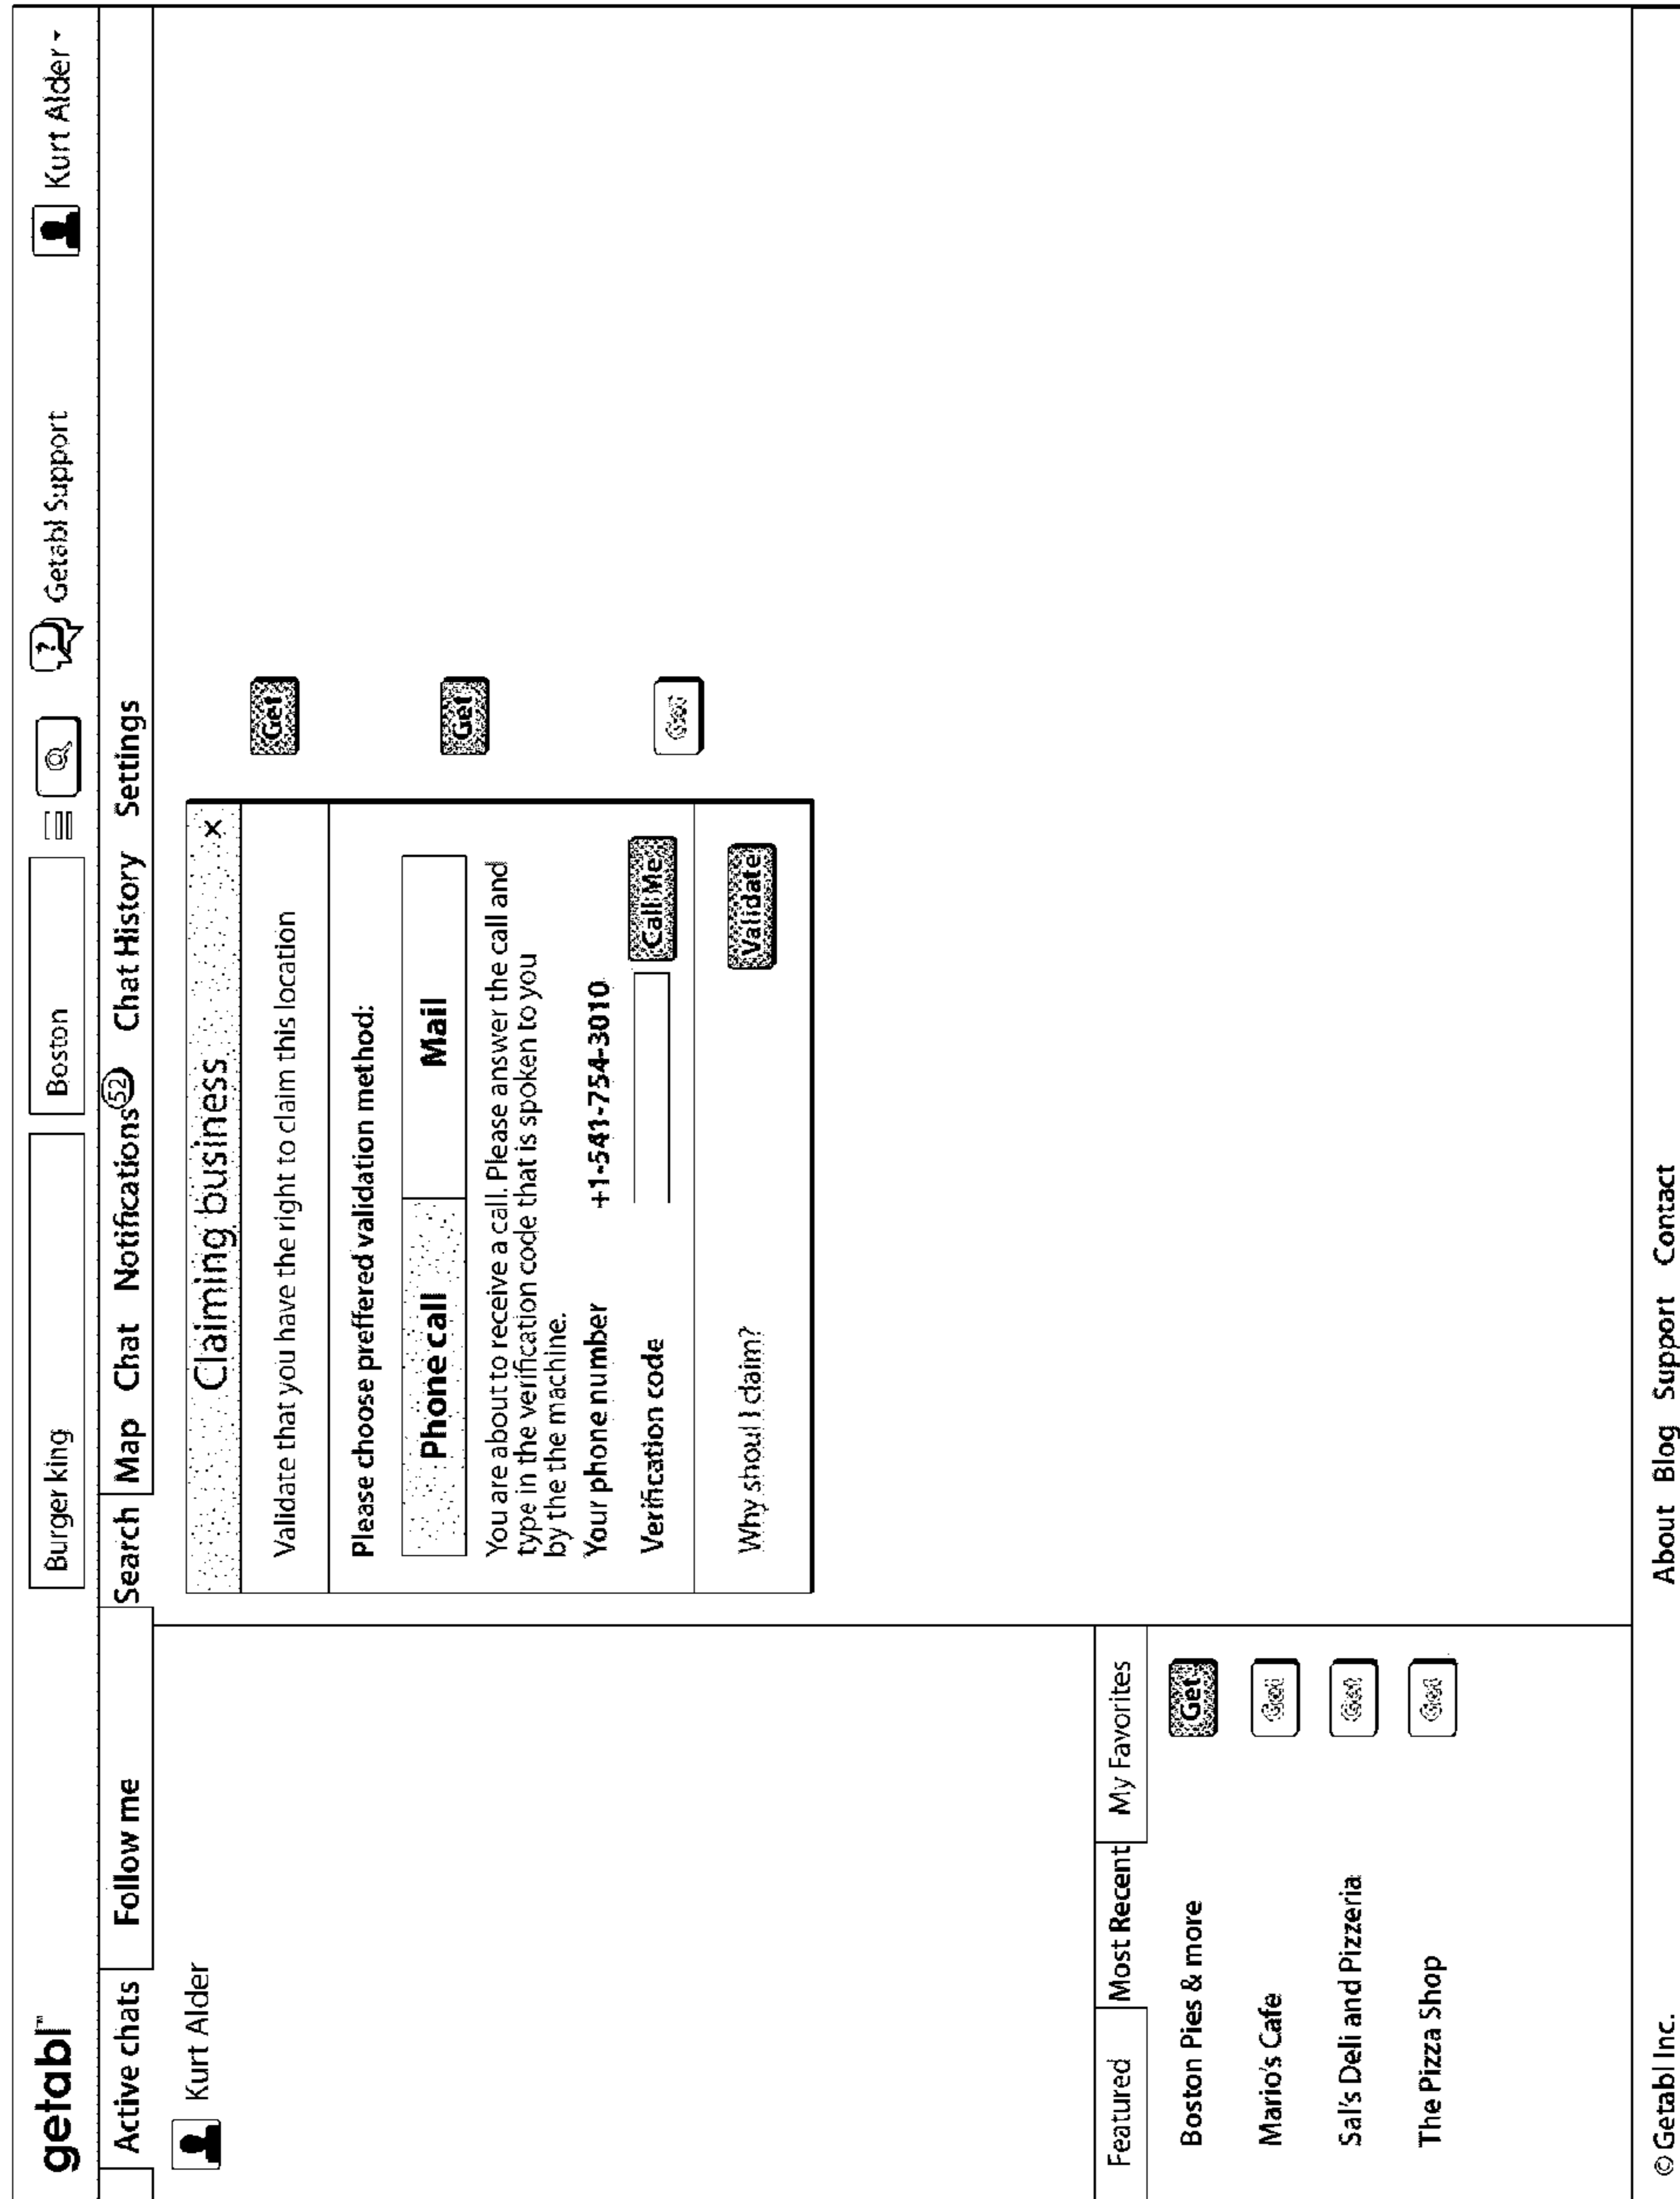 getabl™
Burger king
Boston
Getabl Support
Kurt Alder
Active chats
Follow me
Search
Map
Chat
Notifications 52
Chat History
Settings
Kurt Alder
Claiming business
×
Validate that you have the right to claim this location
Please choose preffered validation method:
Phone call
Mail
You are about to receive a call. Please answer the call and
type in the verification code that is spoken to you
by the the machine.
Your phone number
+1-541-754-3010
Verification code
Call Me
Why shoul I claim?
Validate
Get
Get
Get
Featured
Most Recent
My Favorites
Boston Pies & more
Get
Mario's Cafe
Get
Sal's Deli and Pizzeria
Get
The Pizza Shop
Get
© Getabl Inc.
About
Blog
Support
Contact